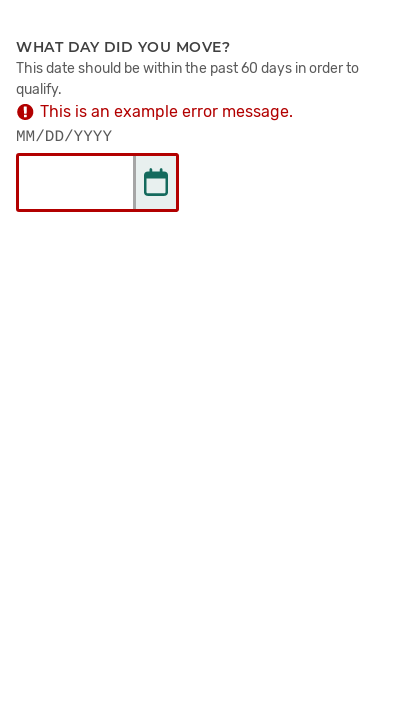 WHAT DAY DID YOU MOVE?
This date should be within the past 60 days in order to
qualify.
This is an example error message.
MM/DD/YYYY